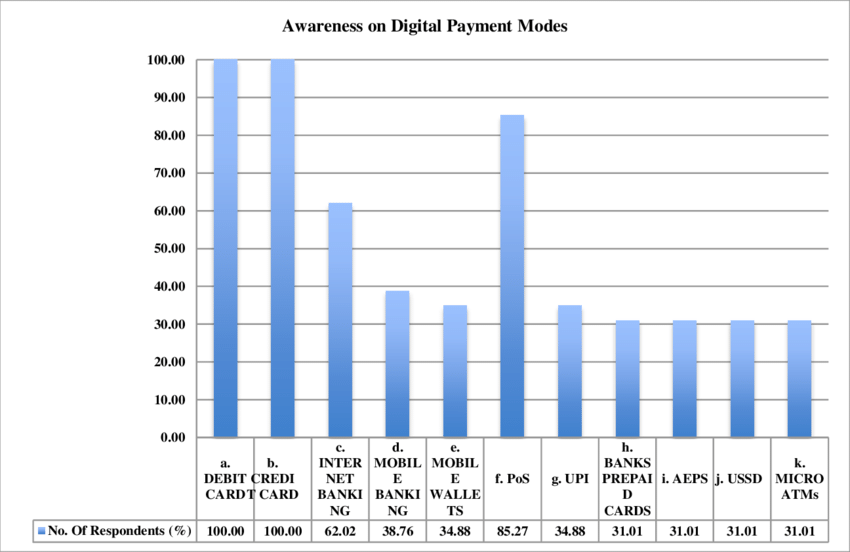 Awareness on Digital Payment Modes
100.00
90.00
80.00
70.00
60.00
50.00
40.00
30.00
20.00
10.00
0.00
a.
DEBIT
CARD
b.
CREDI
T CARD
c.
INTER
NET
BANKI
NG
d.
MOBIL
E
BANKI
NG
e.
MOBIL
E
WALLE
TS
f. PoS
g. UPI
h.
BANKS
PREPAI
D
CARDS
i. AEPS
j. USSD
k.
MICRO
ATMs
No. Of Respondents (%) 100.00 100.00 62.02 38.76 34.88 85.27 34.88 31.01 31.01 31.01 31.01